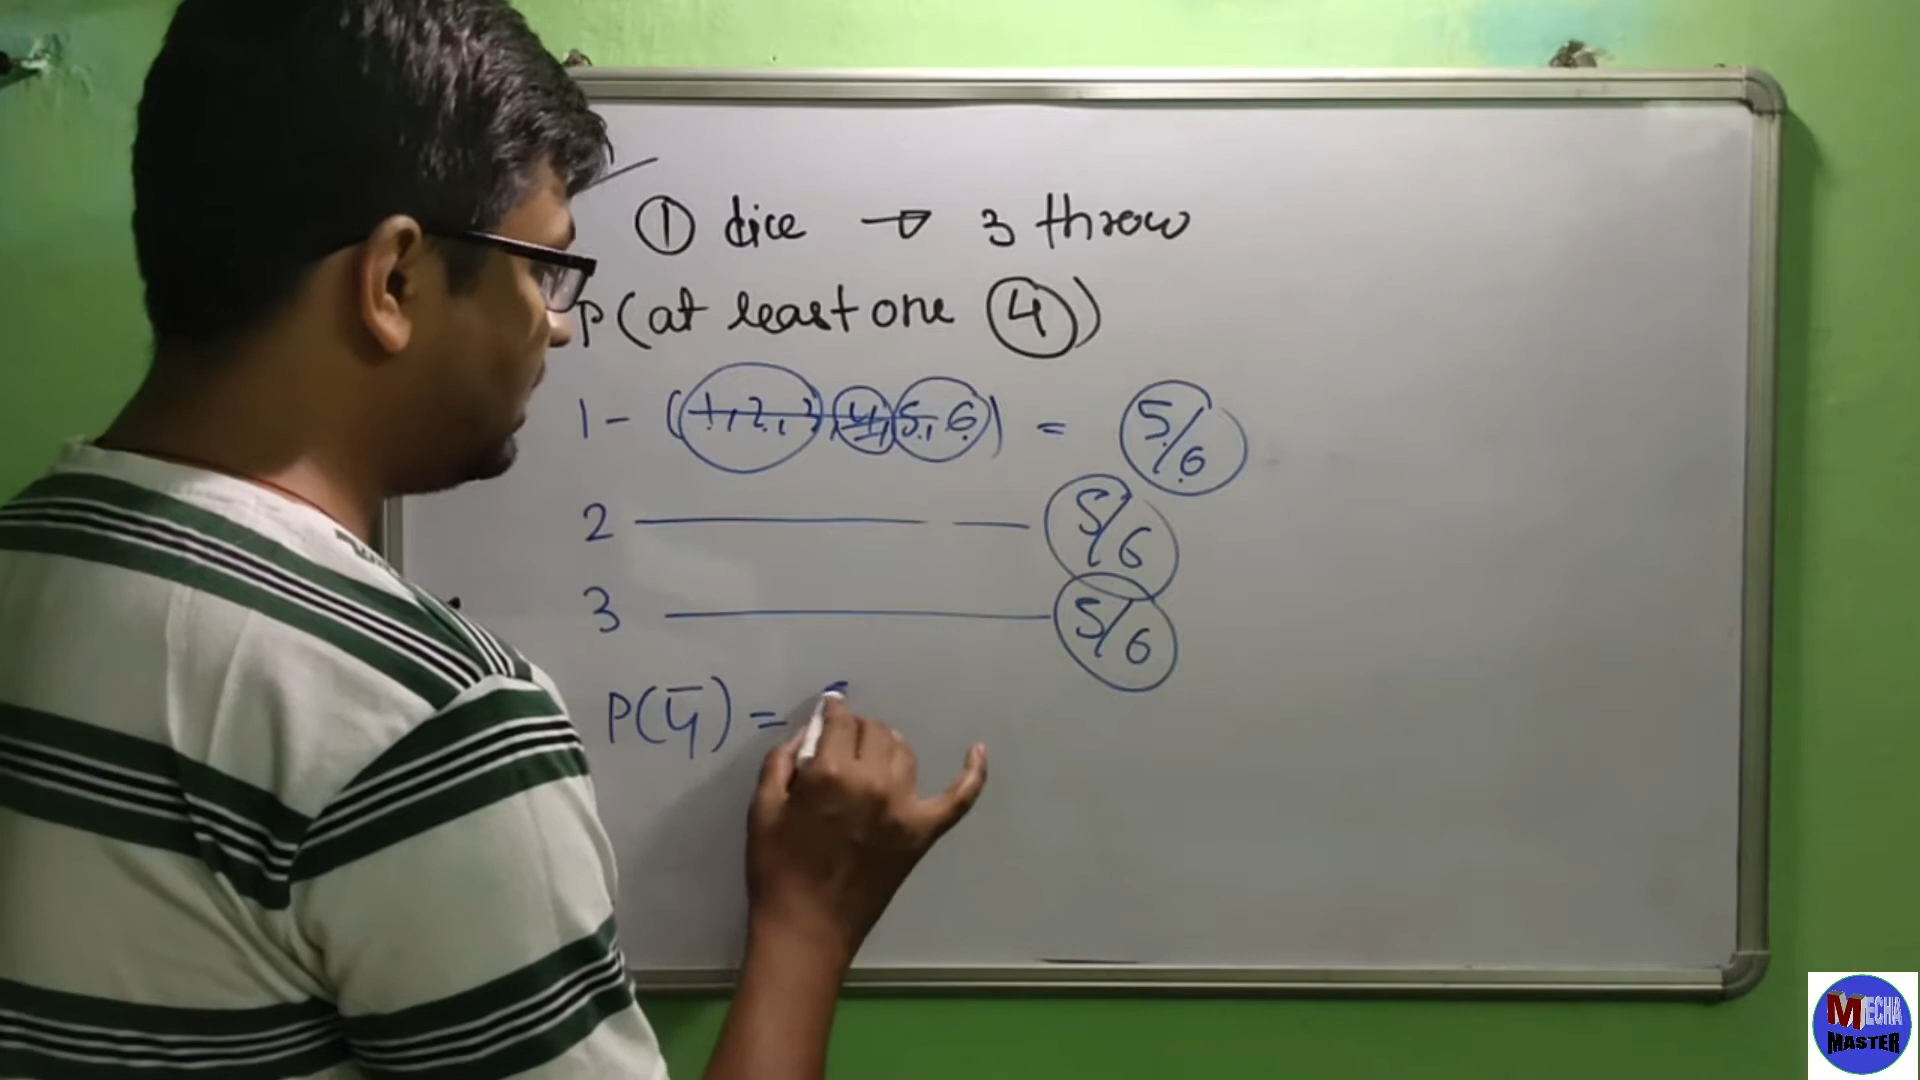 ① dice → 3 throw
P(at least one ④)
1 - (1, 2, 3, 4, 5, 6) = 5/6
2 ——— — 5/6
3 ——— 5/6
P(4̅) =
MECHA
MASTER